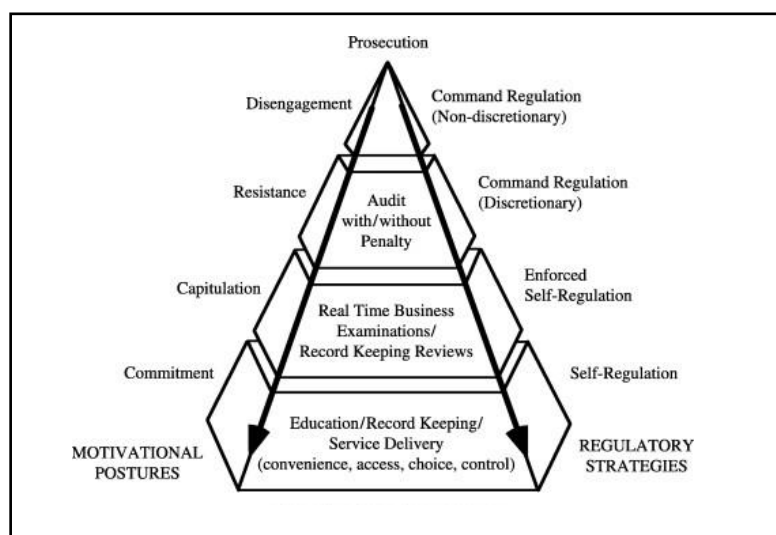 Prosecution
Disengagement
Command Regulation
(Non-discretionary)
Resistance
Audit
with/without
Penalty
Command Regulation
(Discretionary)
Capitulation
Real Time Business
Examinations/
Record Keeping Reviews
Enforced
Self-Regulation
Commitment
Education/Record Keeping/
Service Delivery
(convenience, access, choice, control)
Self-Regulation
MOTIVATIONAL
POSTURES
REGULATORY
STRATEGIES